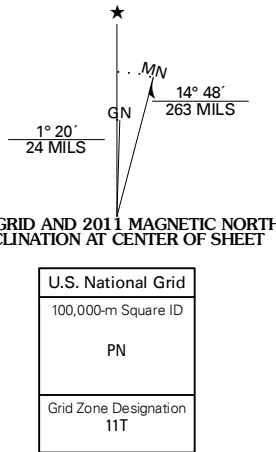 ★
MN
GN
14° 48´
263 MILS
1° 20´
24 MILS
GRID AND 2011 MAGNETIC NORTH
CLINATION AT CENTER OF SHEET
U.S. National Grid
100,000-m Square ID
PN
Grid Zone Designation
11T